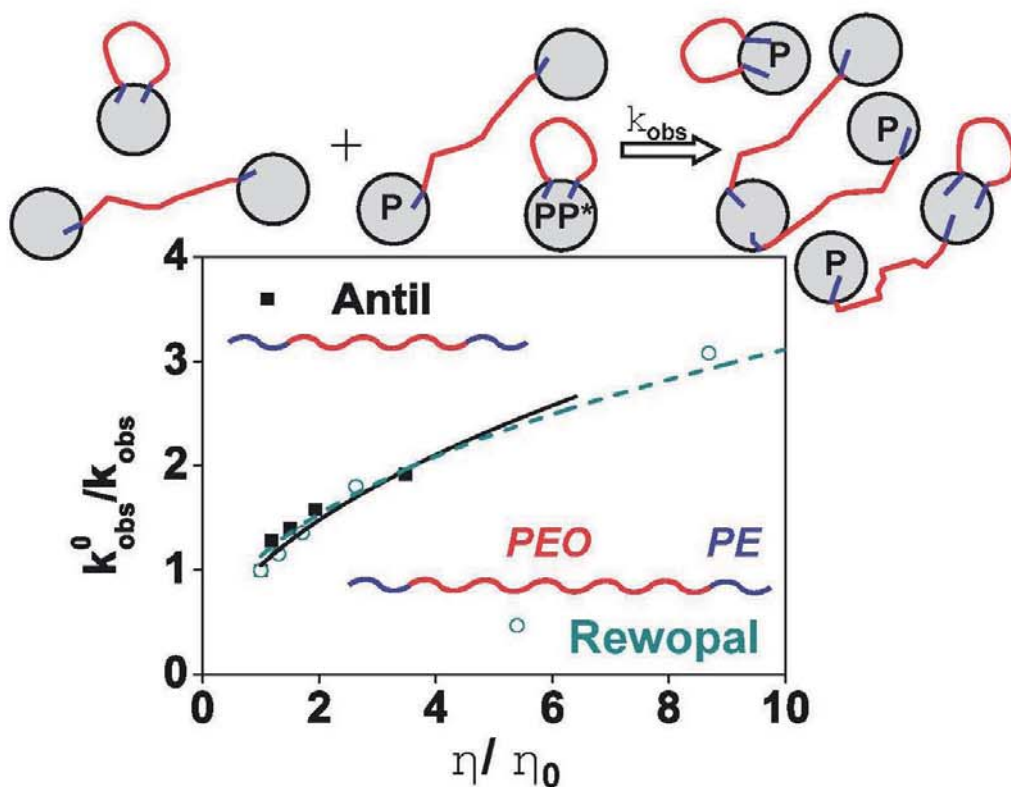 P
P
+
k_obs
P
P
PP*
P
4
Antil
3
k⁰_obs/k_obs
2
PEO PE
1
Rewopal
0
0 2 4 6 8 10
η/ η₀